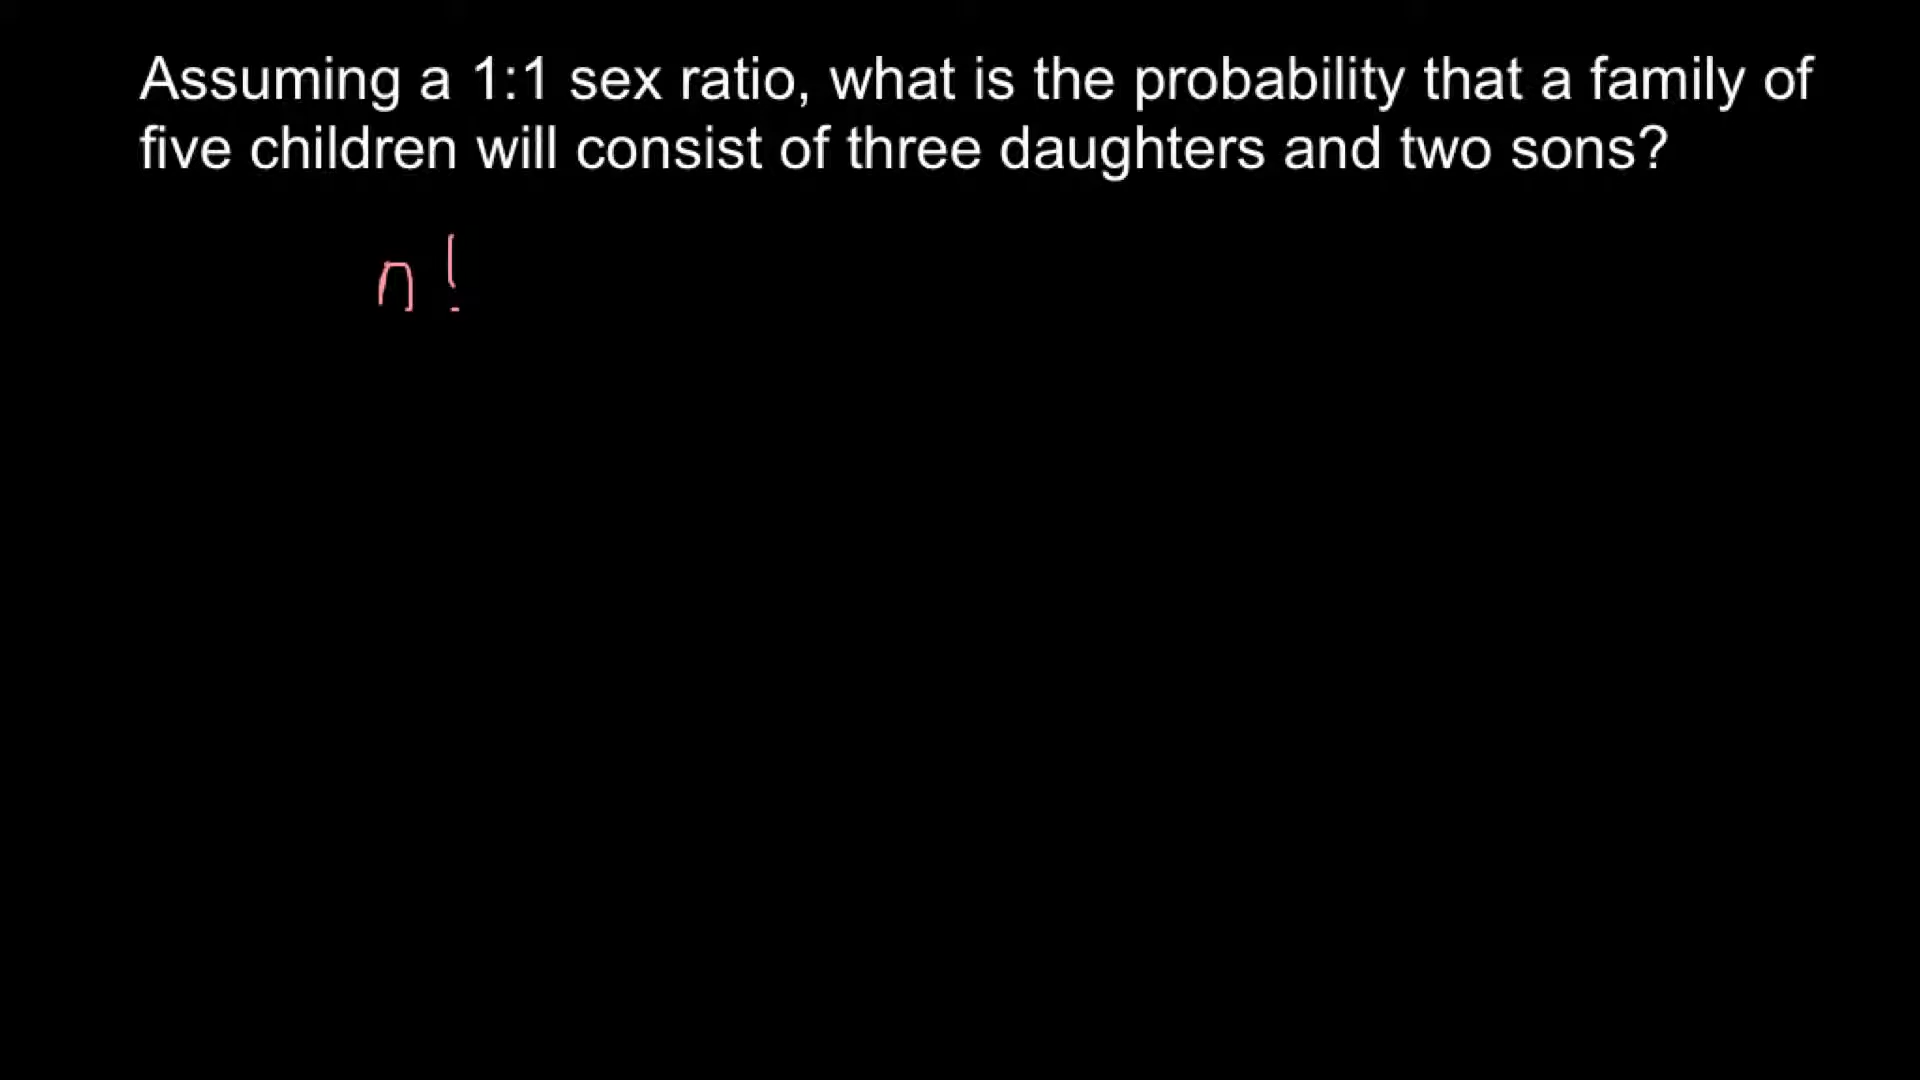 Assuming a 1:1 sex ratio, what is the probability that a family of
five children will consist of three daughters and two sons?
n!